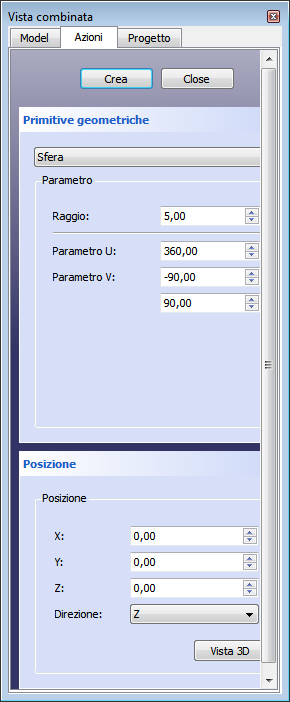 Vista combinata
Model Azioni Progetto
Crea Close
Primitive geometriche
Sfera
Parametro
Raggio: 5,00
Parametro U: 360,00
Parametro V: -90,00
90,00
Posizione
Posizione
X: 0,00
Y: 0,00
Z: 0,00
Direzione: Z
Vista 3D